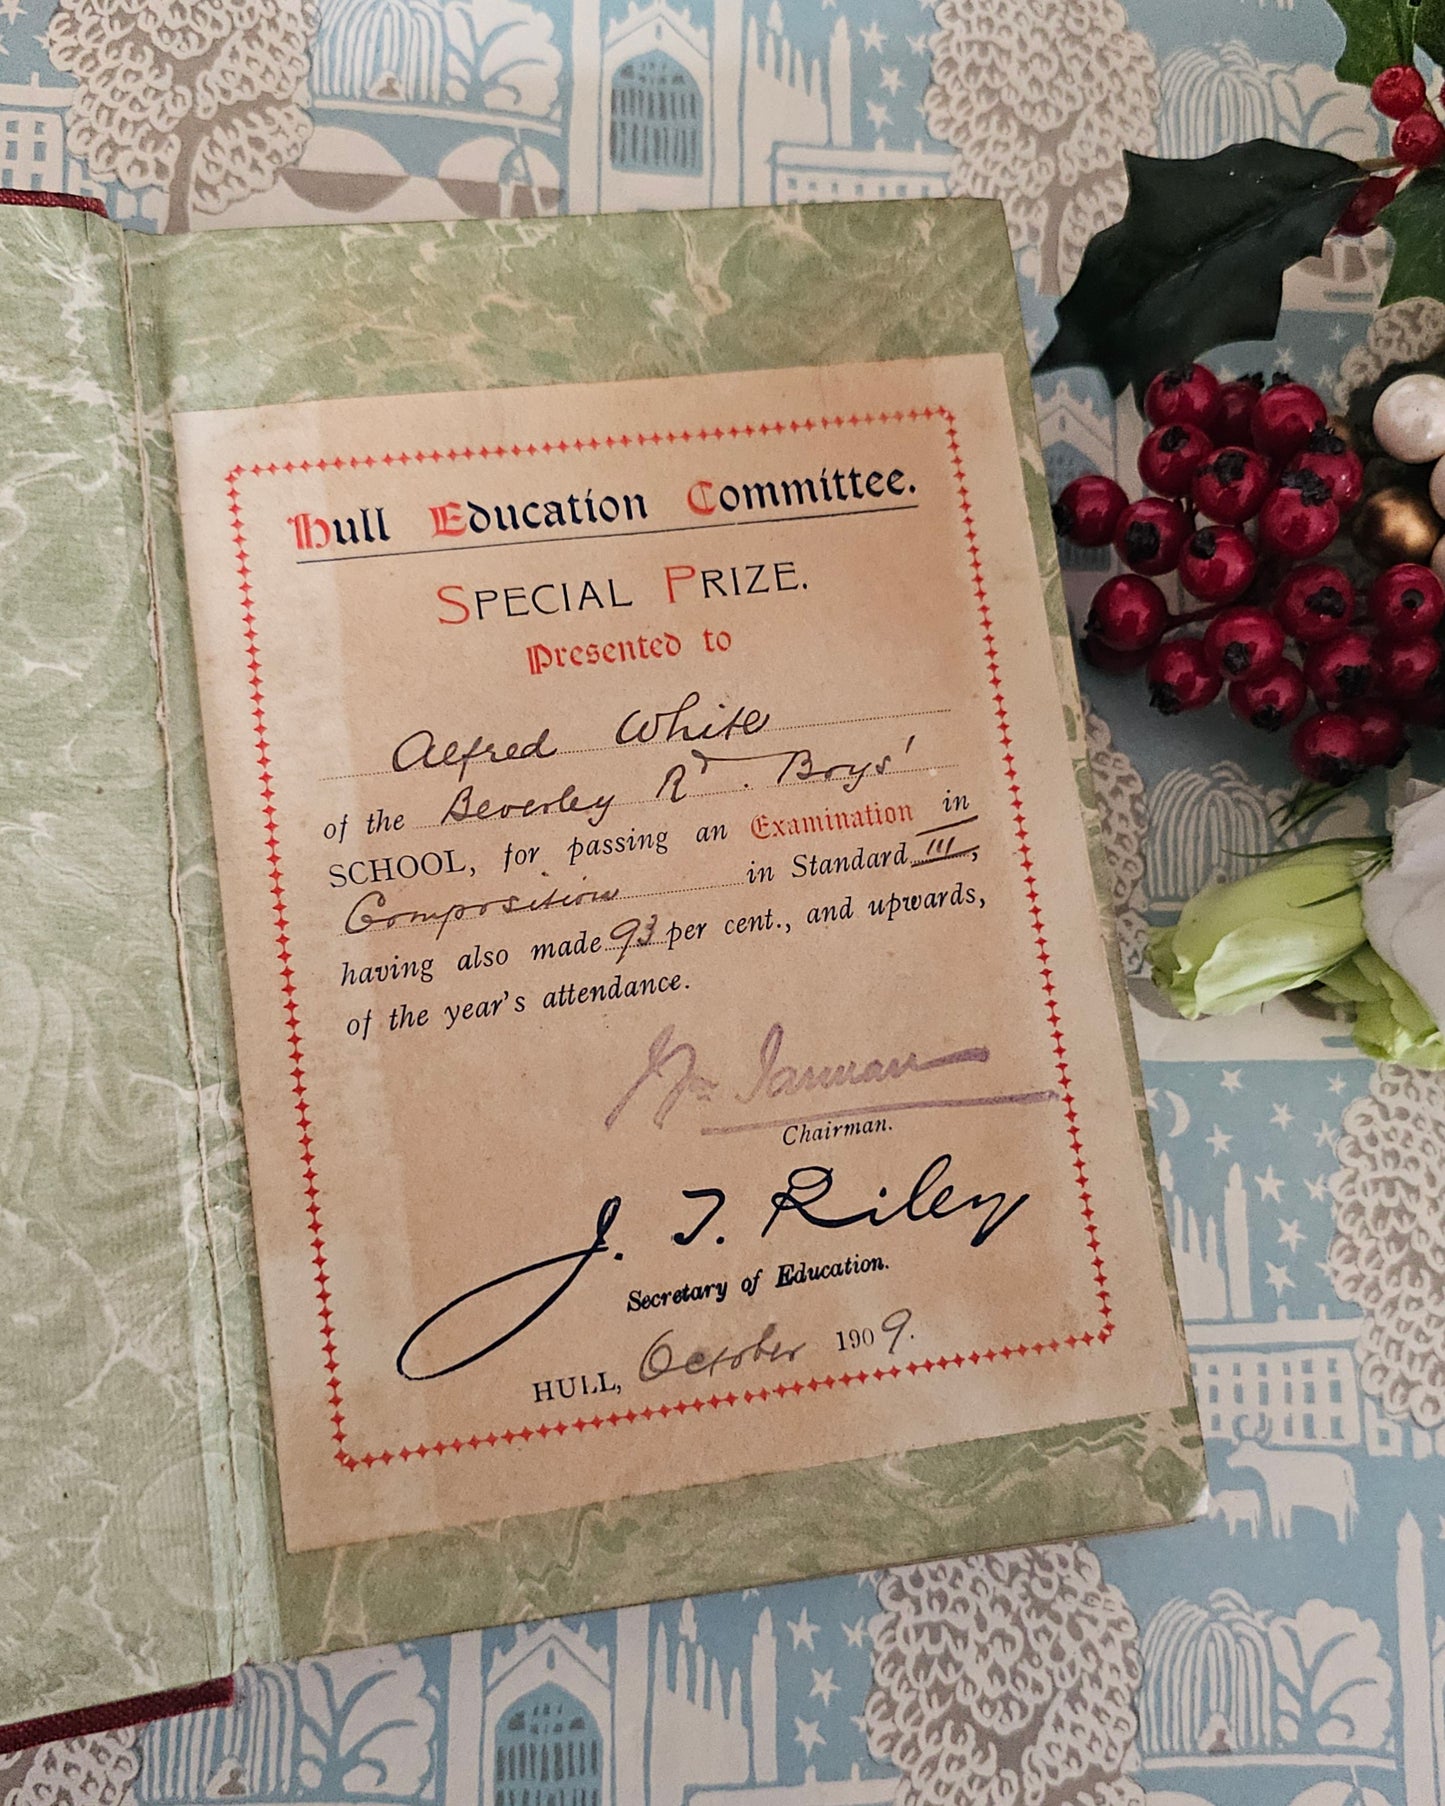 Hull Education Committee.
SPECIAL PRIZE.
Presented to
Alfred White
of the Beverley Rd. Boys'
SCHOOL, for passing an Examination in
Composition in Standard III,
having also made 93 per cent., and upwards,
of the year's attendance.
Jarman
Chairman.
J. T. Riley
Secretary of Education.
HULL, October 1909.